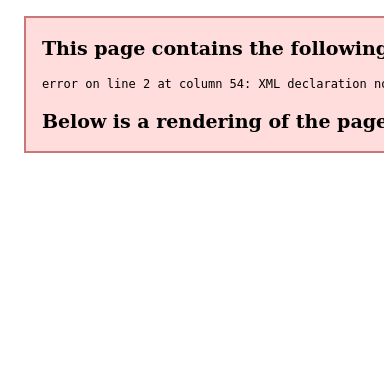 This page contains the following
error on line 2 at column 54: XML declaration
Below is a rendering of the page